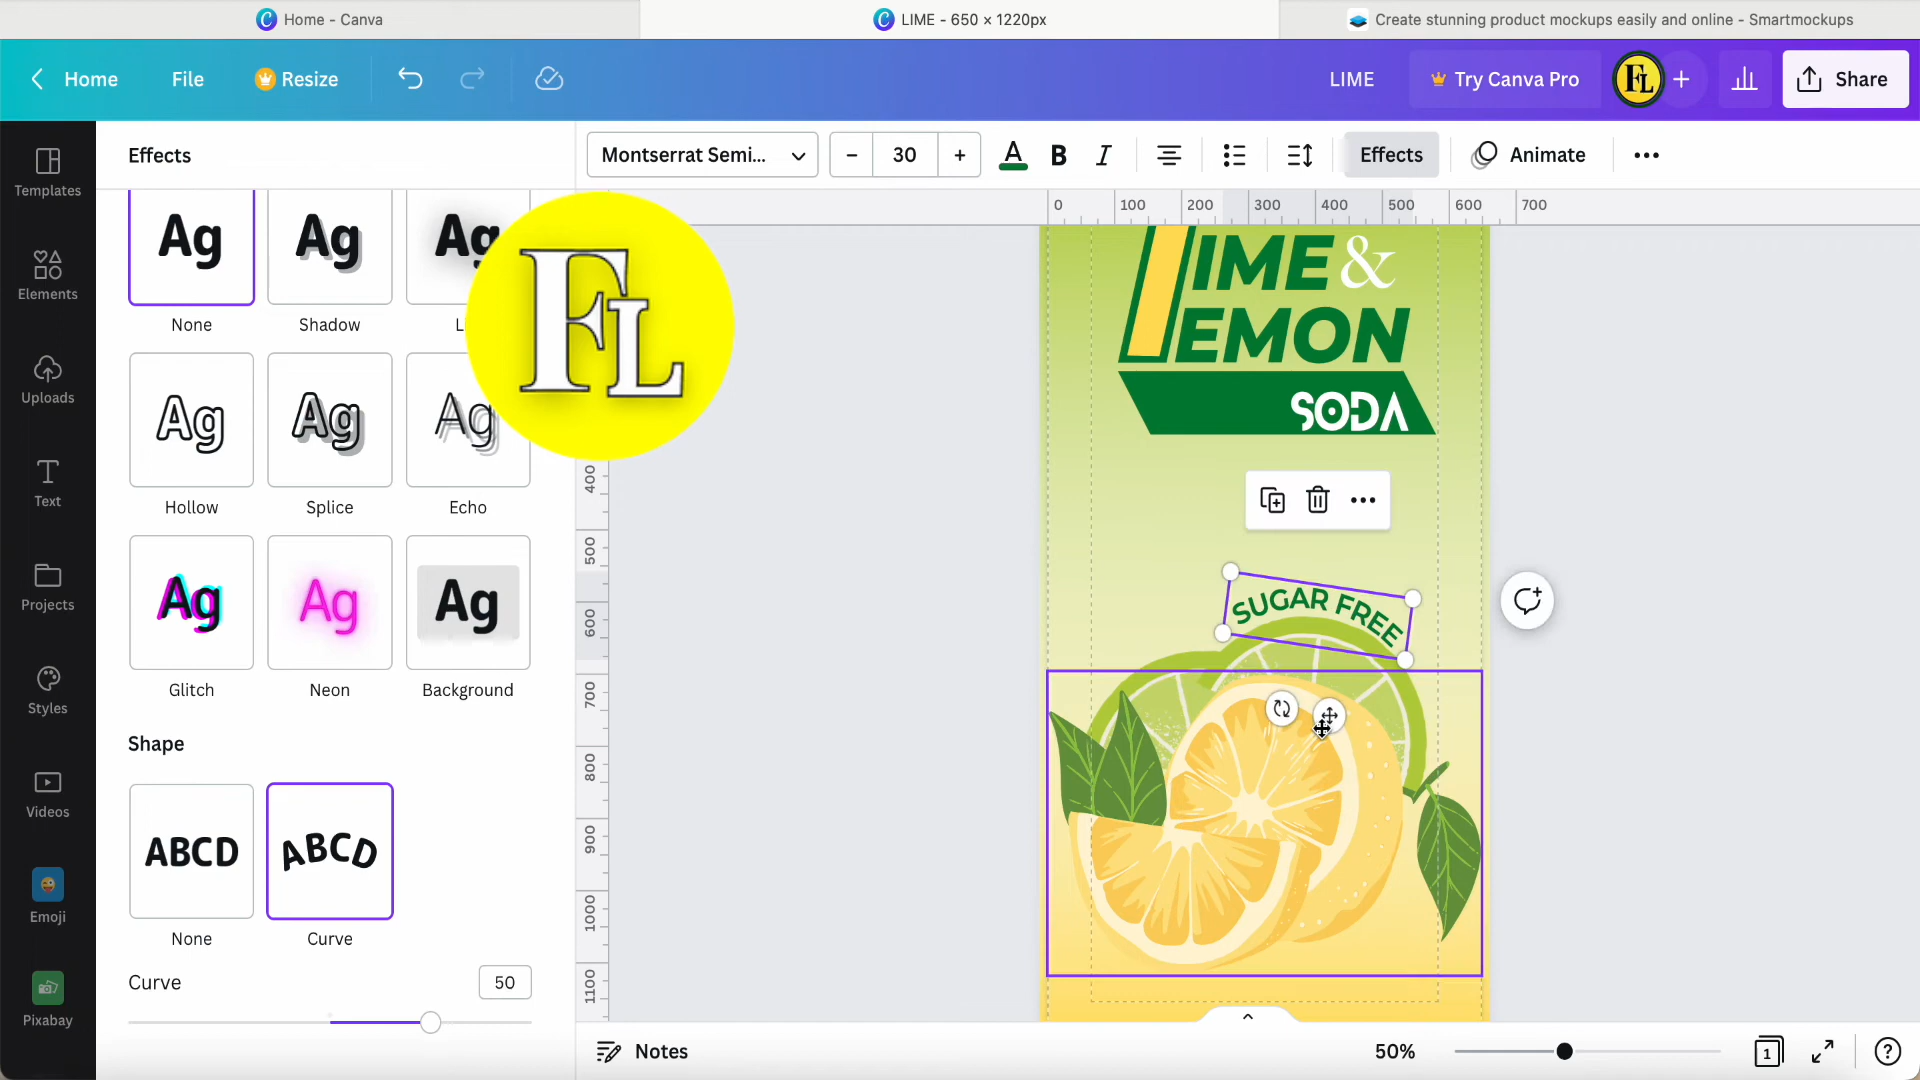 Home - Canva
LIME - 650 × 1220px
Create stunning product mockups easily and online - Smartmockups
Home
File
Resize
LIME
Try Canva Pro
FL
Share
Effects
Montserrat Semi...
30
A
B
I
Effects
Animate
Templates
Elements
Uploads
Text
Projects
Styles
Videos
Emoji
Pixabay
Ag
Ag
Ag
None
Shadow
L
Ag
Ag
Ag
Hollow
Splice
Echo
Ag
Ag
Ag
Glitch
Neon
Background
Shape
ABCD
ABCD
None
Curve
Curve
50
FL
0 100 200 300 400 500 600 700
400
500
600
700
800
900
1000
1100
LIME &
LEMON
SODA
SUGAR FREE
Notes
50%
1
?